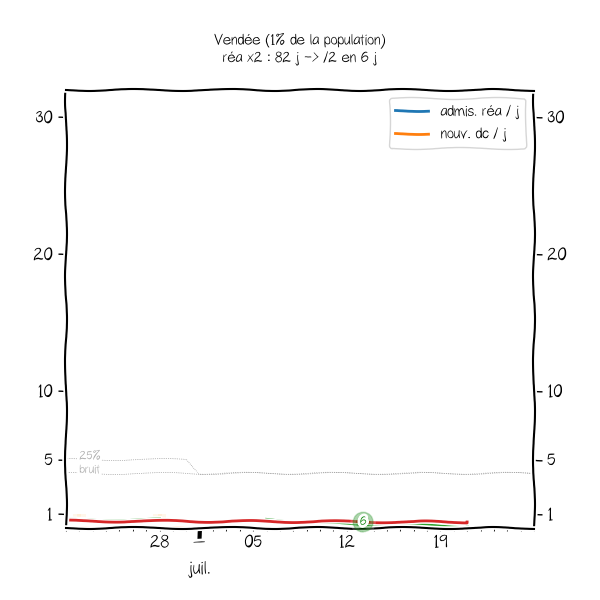 Vendée (1% de la population)
réa x2 : 82 j -> /2 en 6 j
admis. réa / j
nouv. dc / j
30 30
20 20
10 10
5 25% 5
bruit
1 6 1
28 1 05 12 19
juil.